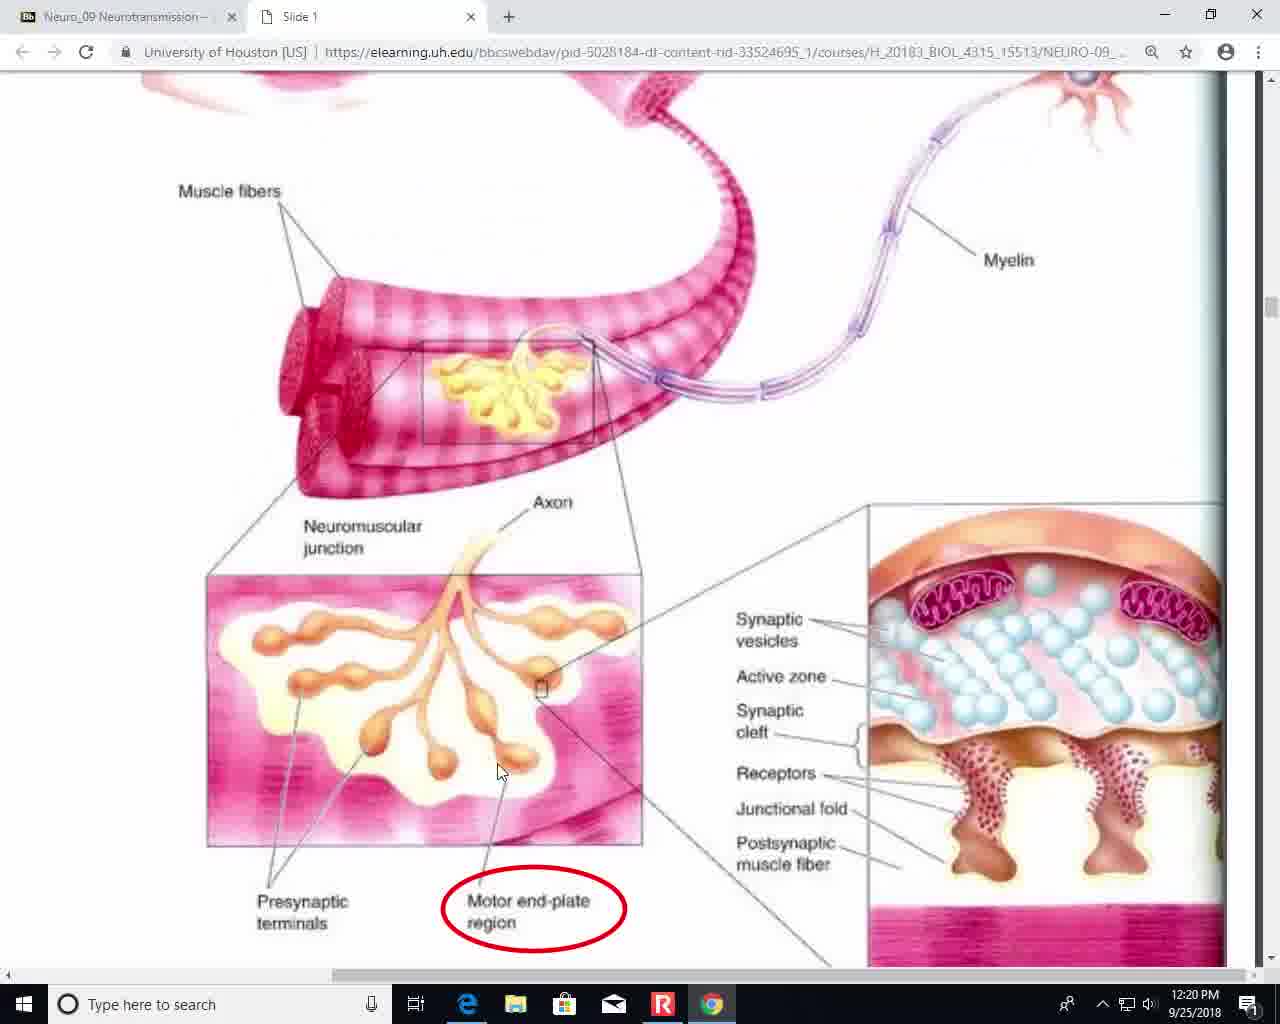 Neuro_09 Neurotransmission –
Slide 1
University of Houston [US] | https://elearning.uh.edu/bbcswebdav/pid-6028184-dt-content-rid-33524695_1/courses/H_20183_BIOL_4315_15513/NEURO-09_...
Muscle fibers
Myelin
Axon
Neuromuscular
junction
Synaptic
vesicles
Active zone
Synaptic
cleft
Receptors
Junctional fold
Postsynaptic
muscle fiber
Presynaptic
terminals
Motor end-plate
region
Type here to search
12:20 PM
9/25/2018